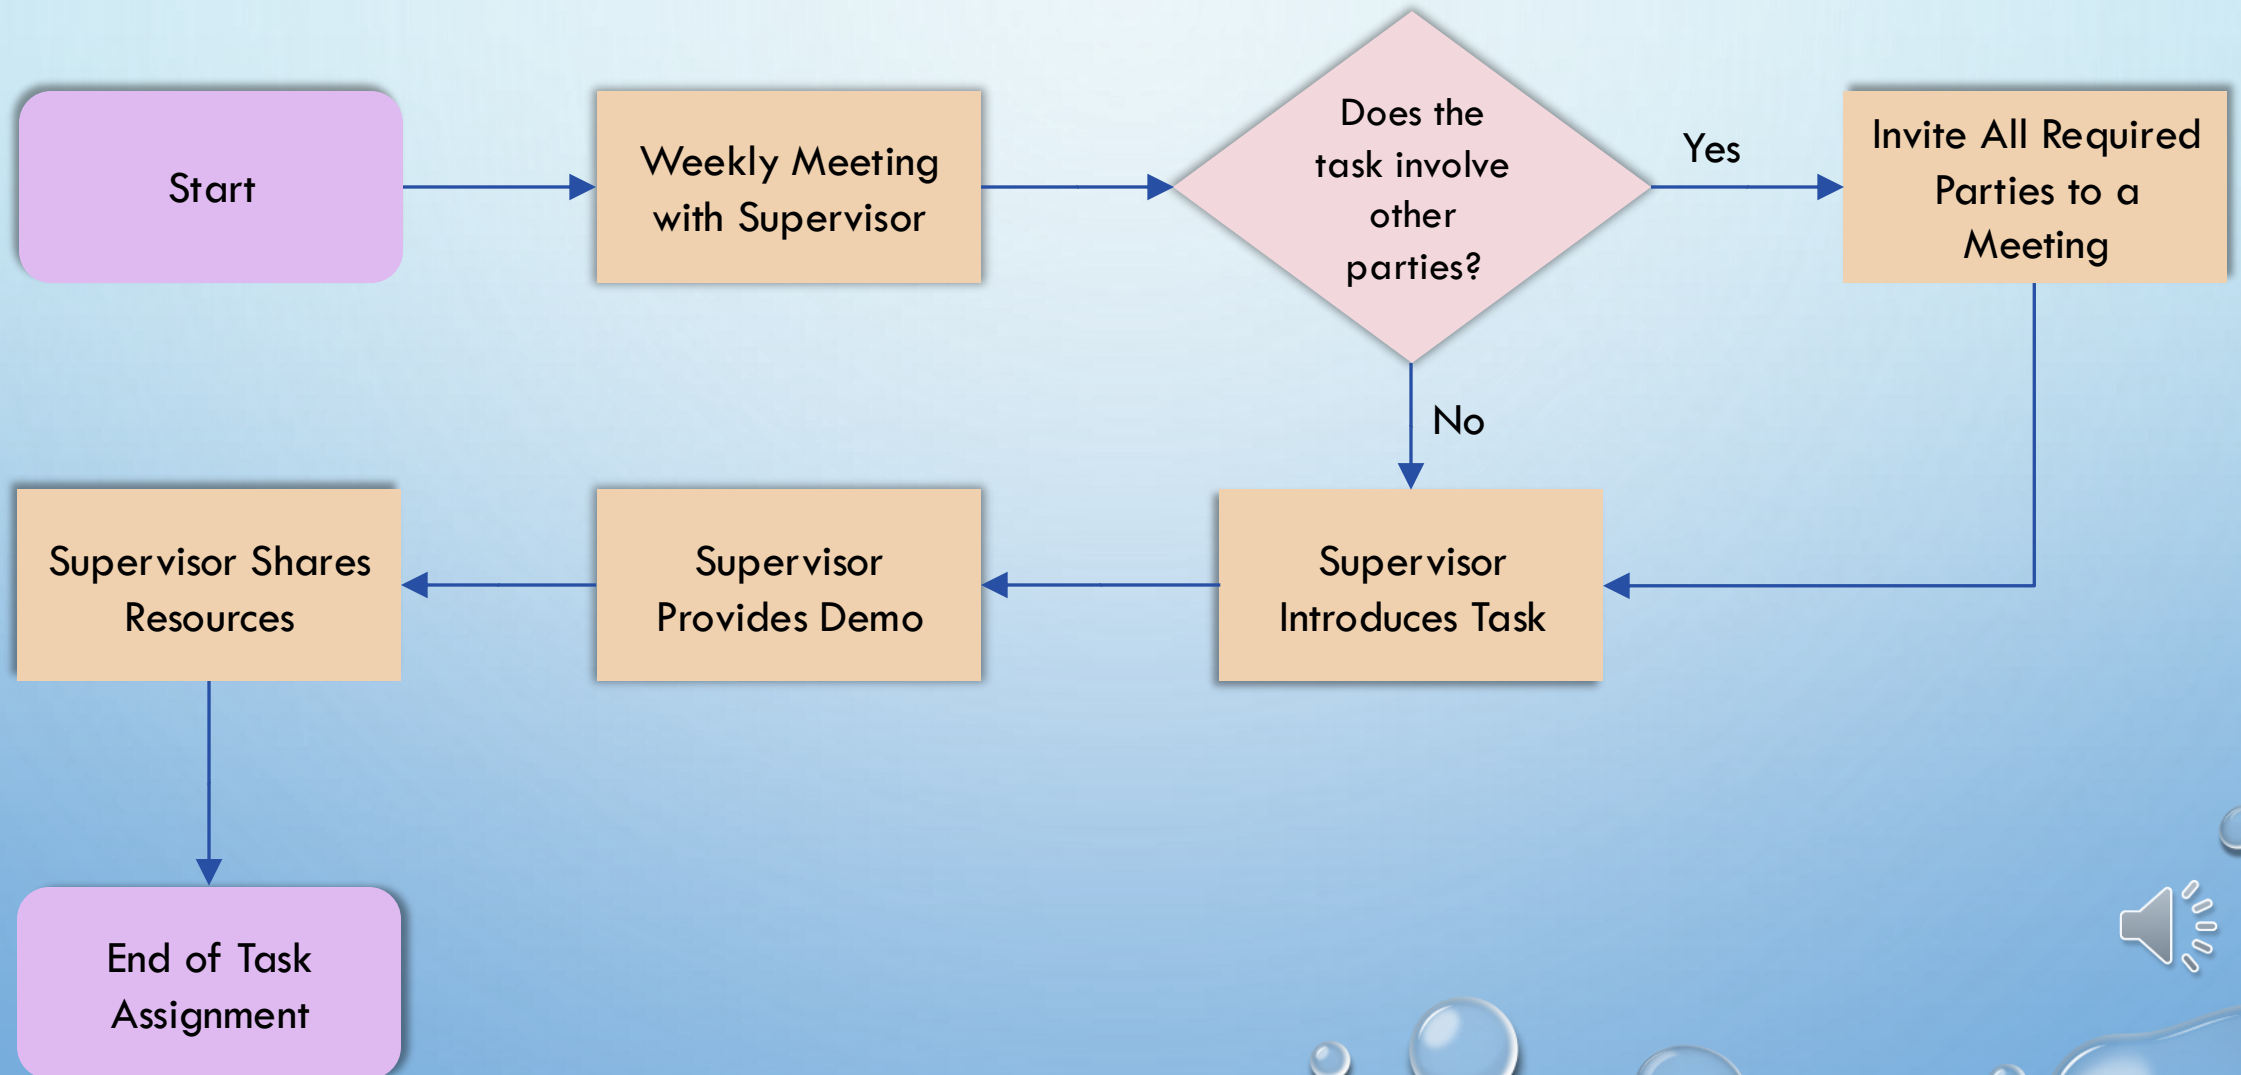 Start
Weekly Meeting
with Supervisor
Does the
task involve
other
parties?
Yes
Invite All Required
Parties to a
Meeting
No
Supervisor
Introduces Task
Supervisor
Provides Demo
Supervisor Shares
Resources
End of Task
Assignment